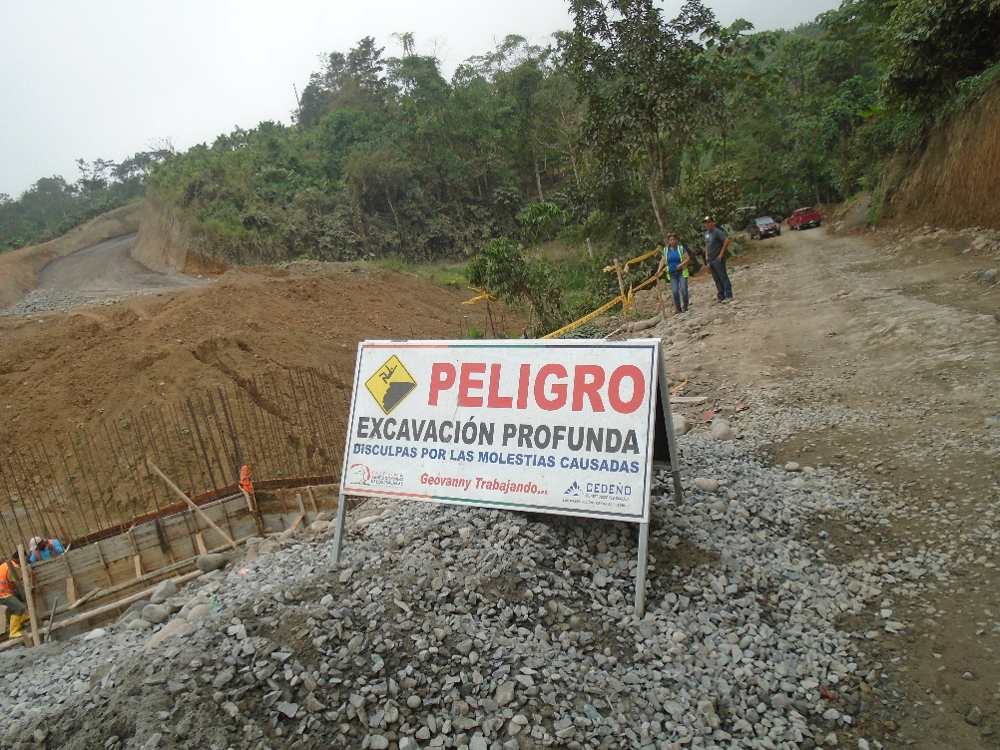 PELIGRO
EXCAVACIÓN PROFUNDA
DISCULPAS POR LAS MOLESTIAS CAUSADAS
Geovanny Trabajando...
CEDEÑO